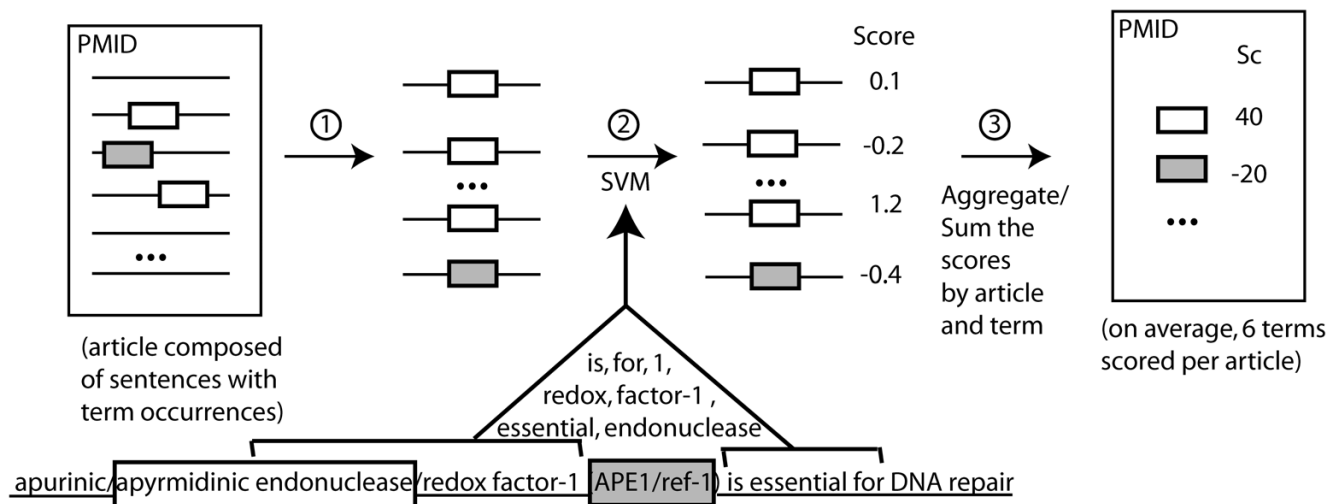 PMID
(article composed
of sentences with
term occurrences)
1
2
SVM
Score
0.1
-0.2
1.2
-0.4
3
Aggregate/
Sum the
scores
by article
and term
PMID
Sc
40
-20
(on average, 6 terms
scored per article)
is, for, 1,
redox, factor-1 ,
essential, endonuclease
apurinic/apyrmidinic endonuclease/redox factor-1 (APE1/ref-1) is essential for DNA repair